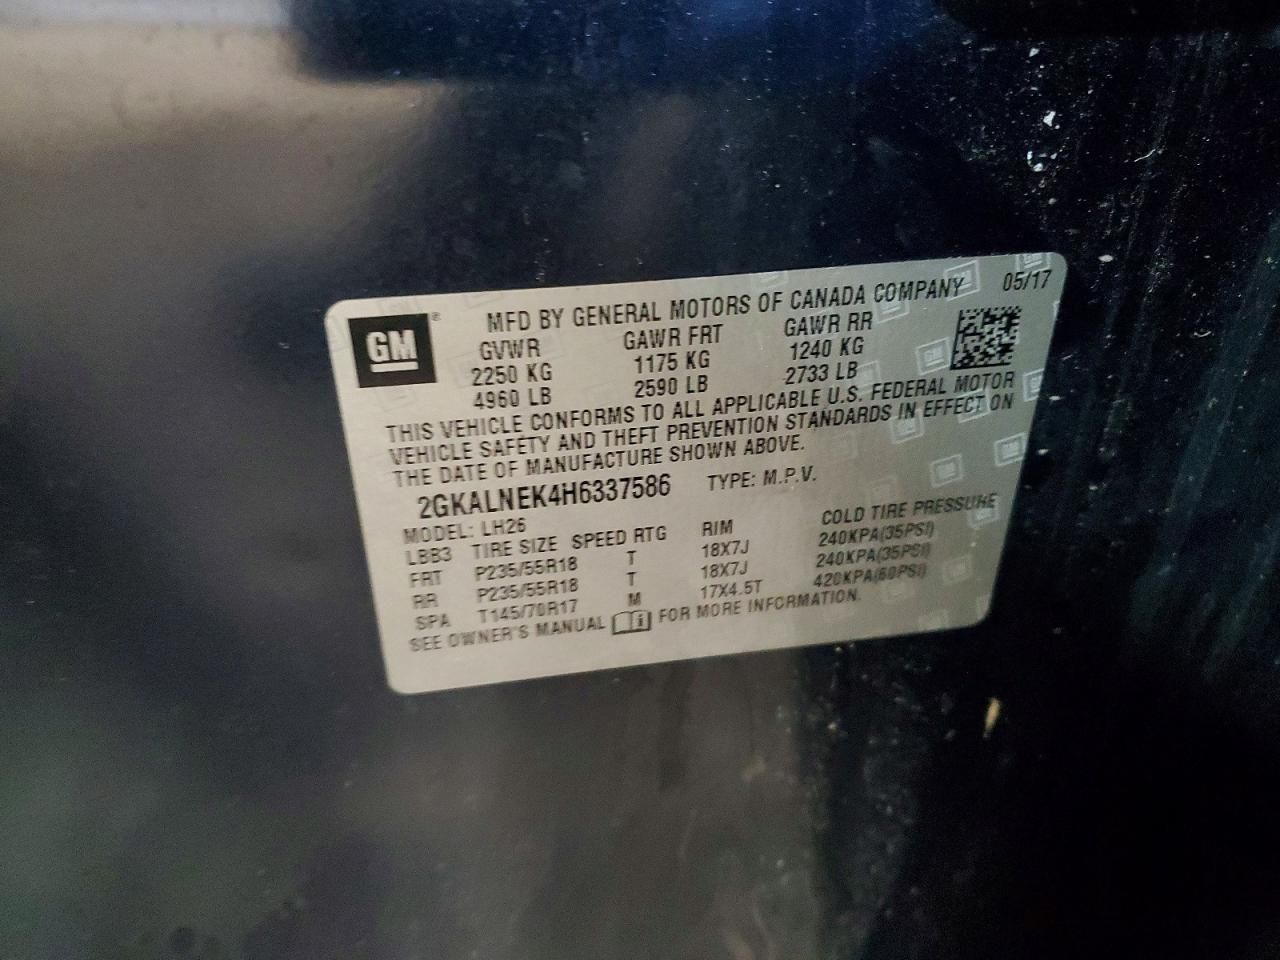 GM ®
MFD BY GENERAL MOTORS OF CANADA COMPANY 05/17
GVWR GAWR FRT GAWR RR
2250 KG 1175 KG 1240 KG
4960 LB 2590 LB 2733 LB
THIS VEHICLE CONFORMS TO ALL APPLICABLE U.S. FEDERAL MOTOR
VEHICLE SAFETY AND THEFT PREVENTION STANDARDS IN EFFECT ON
THE DATE OF MANUFACTURE SHOWN ABOVE.
2GKALNEK4H6337586 TYPE: M.P.V.
MODEL: LH26
LBB3 TIRE SIZE SPEED RTG RIM COLD TIRE PRESSURE
FRT P235/55R18 T 18X7J 240KPA(35PSI)
RR P235/55R18 T 18X7J 240KPA(35PSI)
SPA T145/70R17 M 17X4.5T 420KPA(60PSI)
SEE OWNER'S MANUAL FOR MORE INFORMATION.